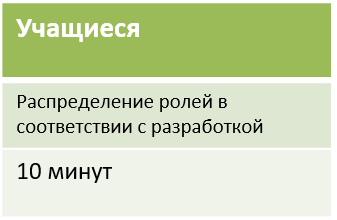 Учащиеся
Распределение ролей в
соответствии с разработкой
10 минут